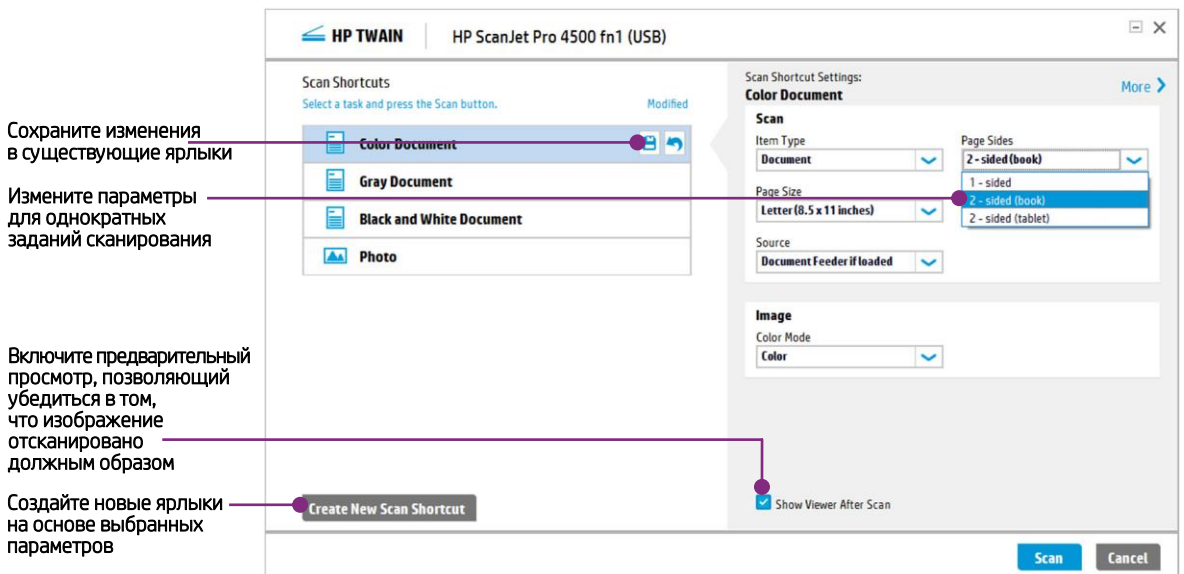 HP TWAIN
HP ScanJet Pro 4500 fn1 (USB)
Scan Shortcuts
Select a task and press the Scan button.
Modified
Color Document
Gray Document
Black and White Document
Photo
Create New Scan Shortcut
Scan Shortcut Settings:
Color Document
More
Scan
Item Type
Document
Page Sides
2 - sided (book)
1 - sided
2 - sided (book)
2 - sided (tablet)
Page Size
Letter (8.5 x 11 inches)
Source
Document Feeder if loaded
Image
Color Mode
Color
Show Viewer After Scan
Scan
Cancel
Сохраните изменения
в существующие ярлыки
Измените параметры
для однократных
заданий сканирования
Включите предварительный
просмотр, позволяющий
убедиться в том,
что изображение
отсканировано
должным образом
Создайте новые ярлыки
на основе выбранных
параметров